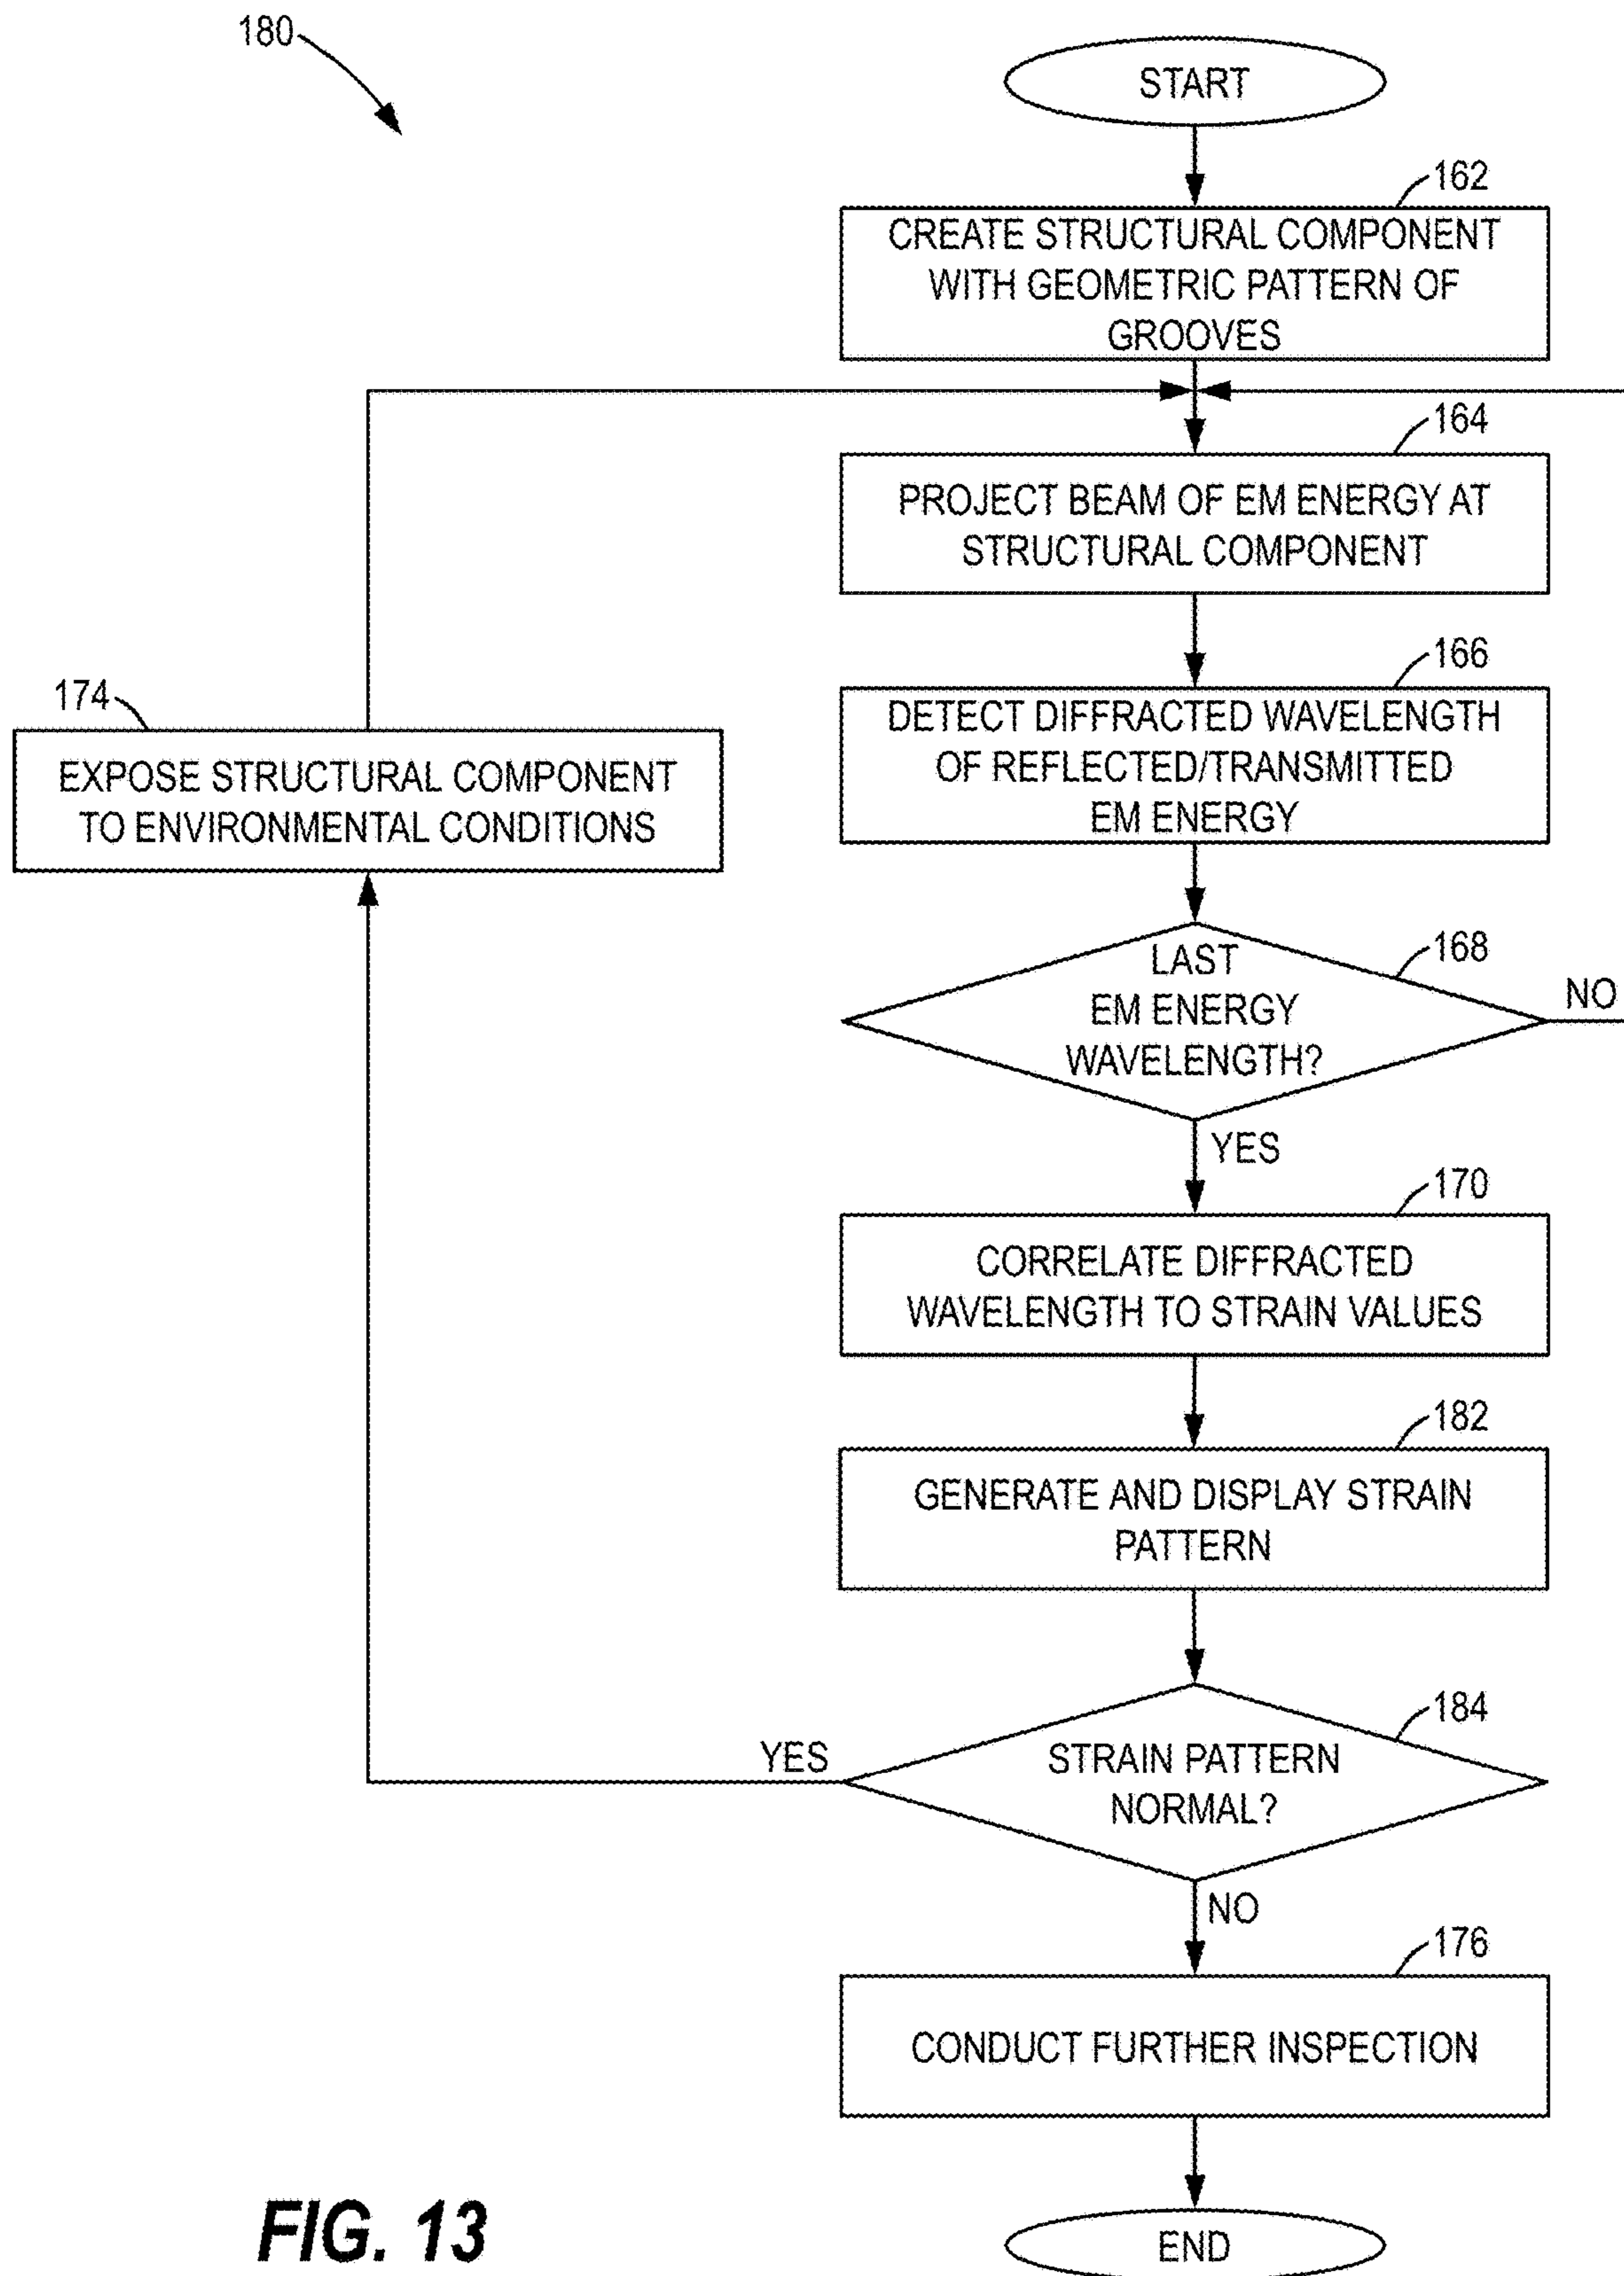 180
START
162
CREATE STRUCTURAL COMPONENT
WITH GEOMETRIC PATTERN OF
GROOVES
164
PROJECT BEAM OF EM ENERGY AT
STRUCTURAL COMPONENT
166
DETECT DIFFRACTED WAVELENGTH
OF REFLECTED/TRANSMITTED
EM ENERGY
174
EXPOSE STRUCTURAL COMPONENT
TO ENVIRONMENTAL CONDITIONS
168
LAST
EM ENERGY
WAVELENGTH?
NO
YES
170
CORRELATE DIFFRACTED
WAVELENGTH TO STRAIN VALUES
182
GENERATE AND DISPLAY STRAIN
PATTERN
184
STRAIN PATTERN
NORMAL?
YES
NO
176
CONDUCT FURTHER INSPECTION
END
FIG. 13